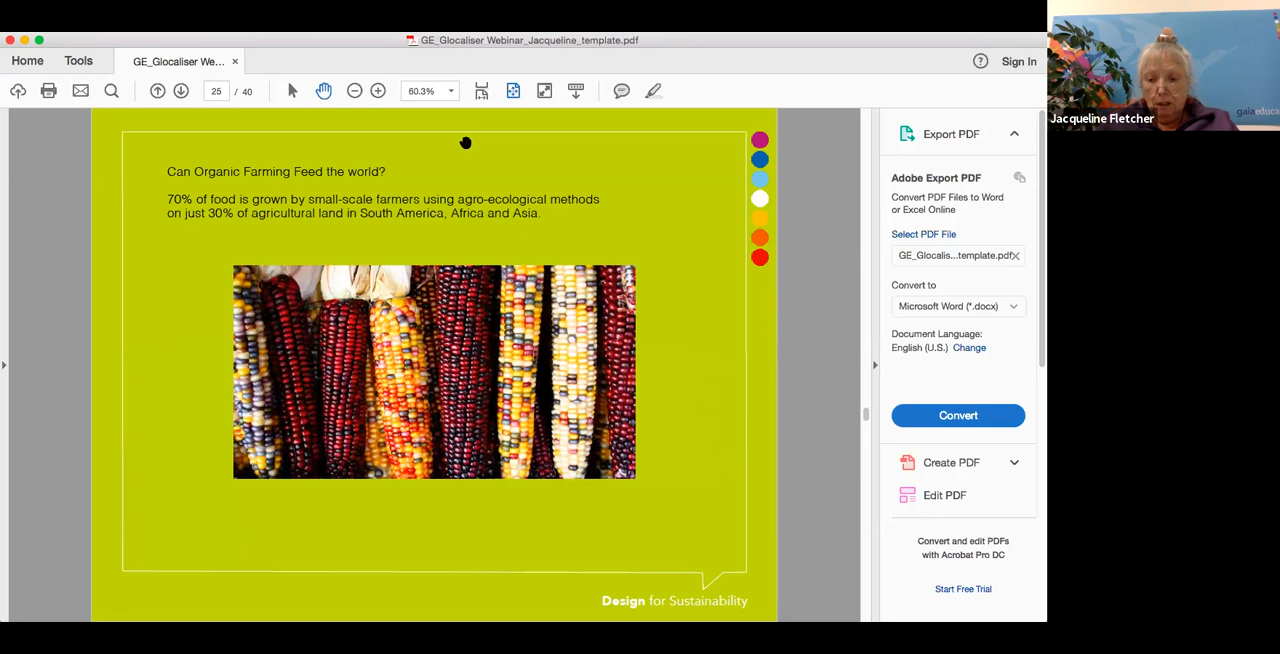 GE_Glocaliser Webinar_Jacqueline_template.pdf
Home
Tools
GE_Glocaliser We...
×
?
Sign In
25 / 40
60.3%
Can Organic Farming Feed the world?
70% of food is grown by small-scale farmers using agro-ecological methods
on just 30% of agricultural land in South America, Africa and Asia.
Design for Sustainability
Export PDF
Adobe Export PDF
Convert PDF Files to Word
or Excel Online
Select PDF File
GE_Glocalis...template.pdf
Convert to
Microsoft Word (*.docx)
Document Language:
English (U.S.) Change
Convert
Create PDF
Edit PDF
Convert and edit PDFs
with Acrobat Pro DC
Start Free Trial
gaiaeduca
Jacqueline Fletcher